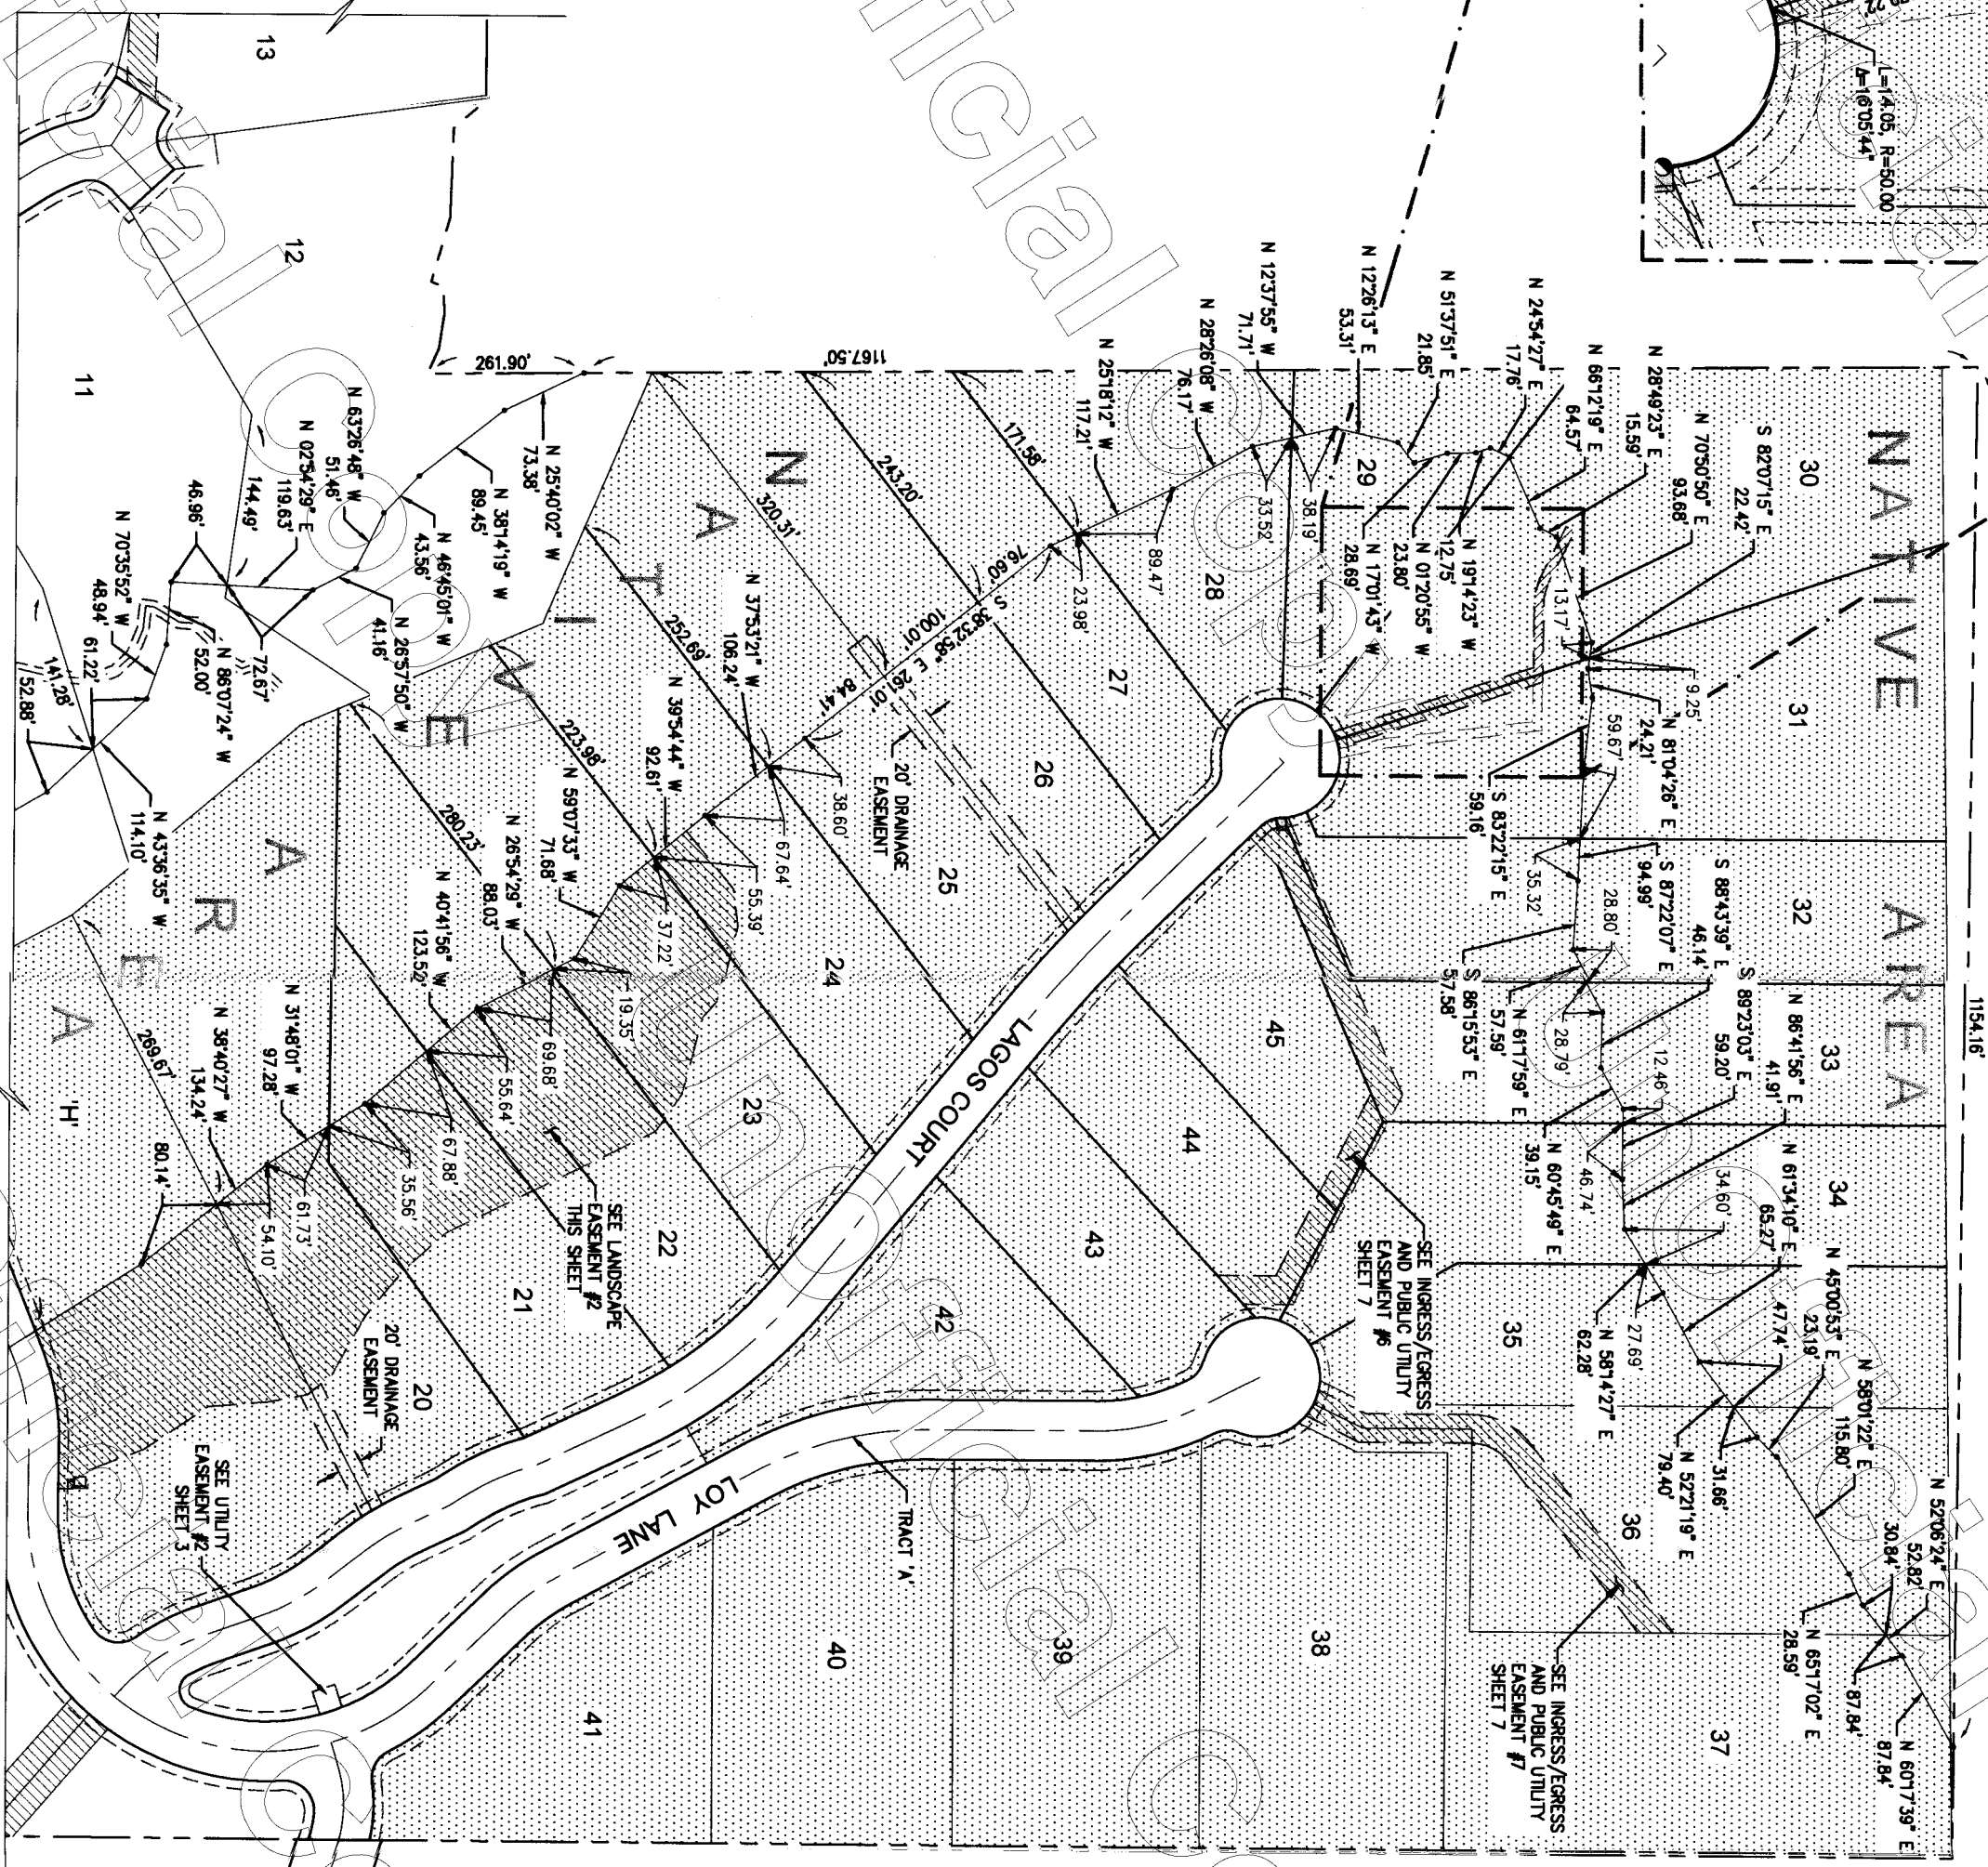 L=14.05, R=50.00
Δ=16°05'44"
NATIVE AREA
1154.16'
30
31
32
33
34
35
36
37
38
39
40
41
42
43
44
45
29
28
27
26
25
24
23
22
21
20
13
12
11
'H'
NATIVE AREA
LAGOS COURT
LOY LANE
TRACT 'A'
S 82°07'15" E
22.42'
N 70°50'50" E
93.68'
N 28°49'23" E
15.59'
N 66°12'19" E
64.57'
N 24°54'27" E
17.76'
N 51°37'51" E
21.85'
N 12°26'13" E
53.31'
N 12°37'55" W
71.71'
N 28°26'08" W
76.17'
N 25°18'12" W
117.21'
38.19'
33.52'
89.47'
23.98'
N 19°14'23" W
12.75'
N 01°20'55" W
23.80'
N 17°01'43" W
28.69'
13.17'
9.25'
N 81°04'26" E
24.21'
59.67'
S 83°22'15" E
59.16'
35.32'
S 87°22'07" E
94.99'
28.80'
S 86°15'53" E
57.58'
N 61°17'59" E
57.59'
28.79'
S 88°43'39" E
46.14'
12.46'
N 60°45'49" E
39.15'
S 89°23'03" E
59.20'
46.74'
N 86°41'56" E
41.91'
34.60'
N 61°34'10" E
65.27'
27.69'
N 58°14'27" E
62.28'
47.74'
31.66'
N 52°21'19" E
79.40'
N 45°00'53" E
23.19'
N 58°01'22" E
115.80'
30.84'
N 52°06'24" E
52.82'
N 65°17'02" E
28.59'
87.84'
N 60°17'39" E
87.84'
1167.50'
261.90'
171.58'
243.20'
320.31'
252.69'
223.98'
280.23'
269.67'
76.60'
S 38°32'58" E 261.01'
100.01'
84.41'
N 37°53'21" W
106.24'
38.60'
67.64'
N 39°54'44" W
92.61'
55.39'
37.22'
N 59°07'33" W
71.68'
19.35'
N 26°54'29" W
88.03'
69.68'
55.64'
N 40°41'56" W
123.52'
67.88'
35.56'
N 31°48'01" W
97.28'
61.73'
54.10'
N 38°40'27" W
134.24'
80.14'
N 25°40'02" W
73.38'
N 38°14'19" W
89.45'
N 46°45'01" W
43.56'
N 63°26'48" W
51.46'
N 26°57'50" W
41.16'
N 02°54'29" E
119.63'
144.49'
46.96'
72.67'
N 86°07'24" W
52.00'
N 70°35'52" W
48.94'
61.22'
141.28'
52.88'
N 43°36'35" W
114.10'
20' DRAINAGE
EASEMENT
20' DRAINAGE
EASEMENT
SEE LANDSCAPE
EASEMENT #2
THIS SHEET
SEE UTILITY
EASEMENT #2
SHEET 3
SEE INGRESS/EGRESS
AND PUBLIC UTILITY
EASEMENT #6
SHEET 7
SEE INGRESS/EGRESS
AND PUBLIC UTILITY
EASEMENT #7
SHEET 7
Unofficial Copy